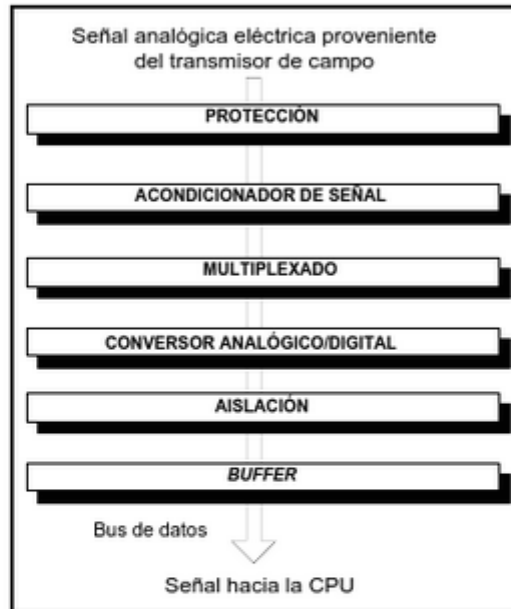 Señal analógica eléctrica proveniente
del transmisor de campo
PROTECCIÓN
ACONDICIONADOR DE SEÑAL
MULTIPLEXADO
CONVERSOR ANALÓGICO/DIGITAL
AISLACIÓN
BUFFER
Bus de datos
Señal hacia la CPU